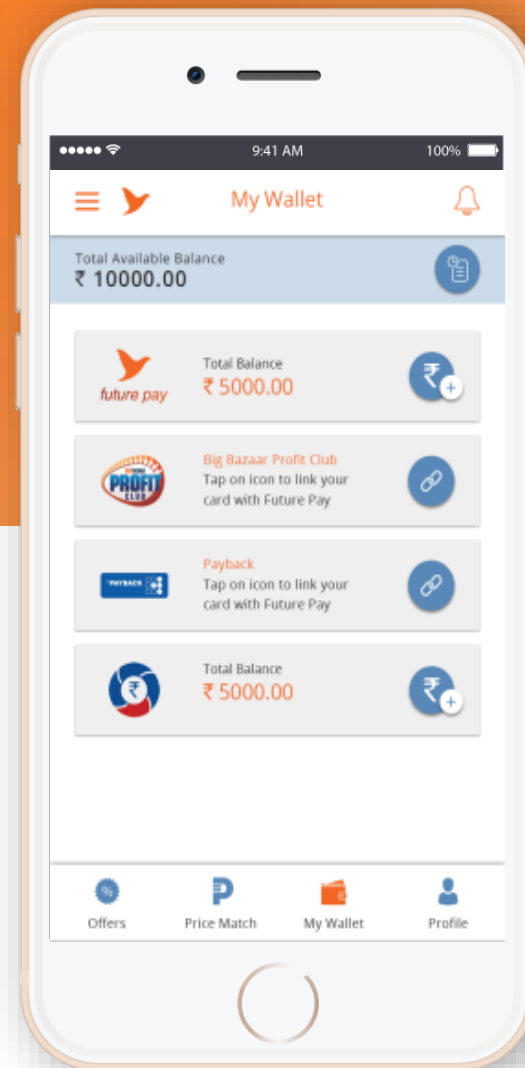 9:41 AM
100%
My Wallet
Total Available Balance
₹ 10000.00
future pay
Total Balance
₹ 5000.00
PROFIT
CLUB
Big Bazaar Profit Club
Tap on icon to link your
card with Future Pay
PAYBACK
Payback
Tap on icon to link your
card with Future Pay
₹
Total Balance
₹ 5000.00
Offers
Price Match
My Wallet
Profile